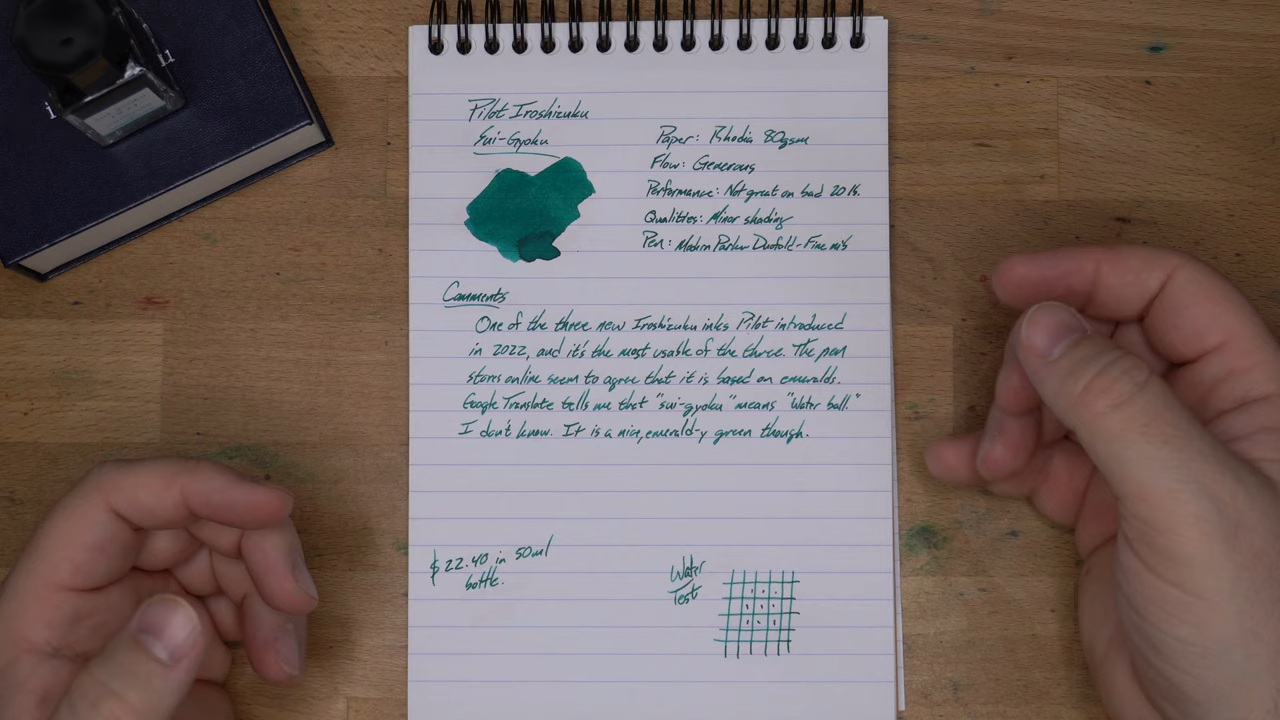 Pilot Iroshizuku
Sui-Gyoku
Paper: Rhodia 80gsm
Flow: Generous
Performance: Not great on bad 20 lb.
Qualities: Minor shading
Pen: Modern Parker Duofold - Fine nib
Comments
One of the three new Iroshizuku inks Pilot introduced
in 2022, and it's the most usable of the three. The pen
stores online seem to agree that it is based on emeralds.
Google Translate tells me that "sui-gyoku" means "Water ball."
I don't know. It is a nice, emerald-y green though.
$22.40 in 50ml
bottle.
Water
Test